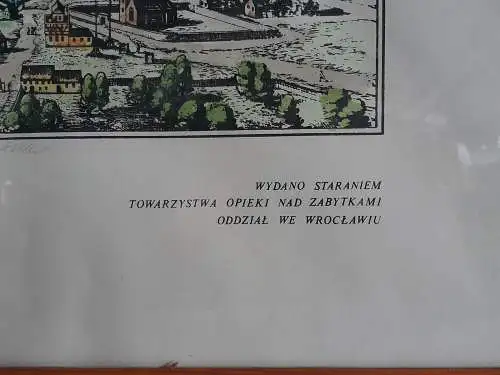 WYDANO STARANIEM
TOWARZYSTWA OPIEKI NAD ZABYTKAMI
ODDZIAŁ WE WROCŁAWIU